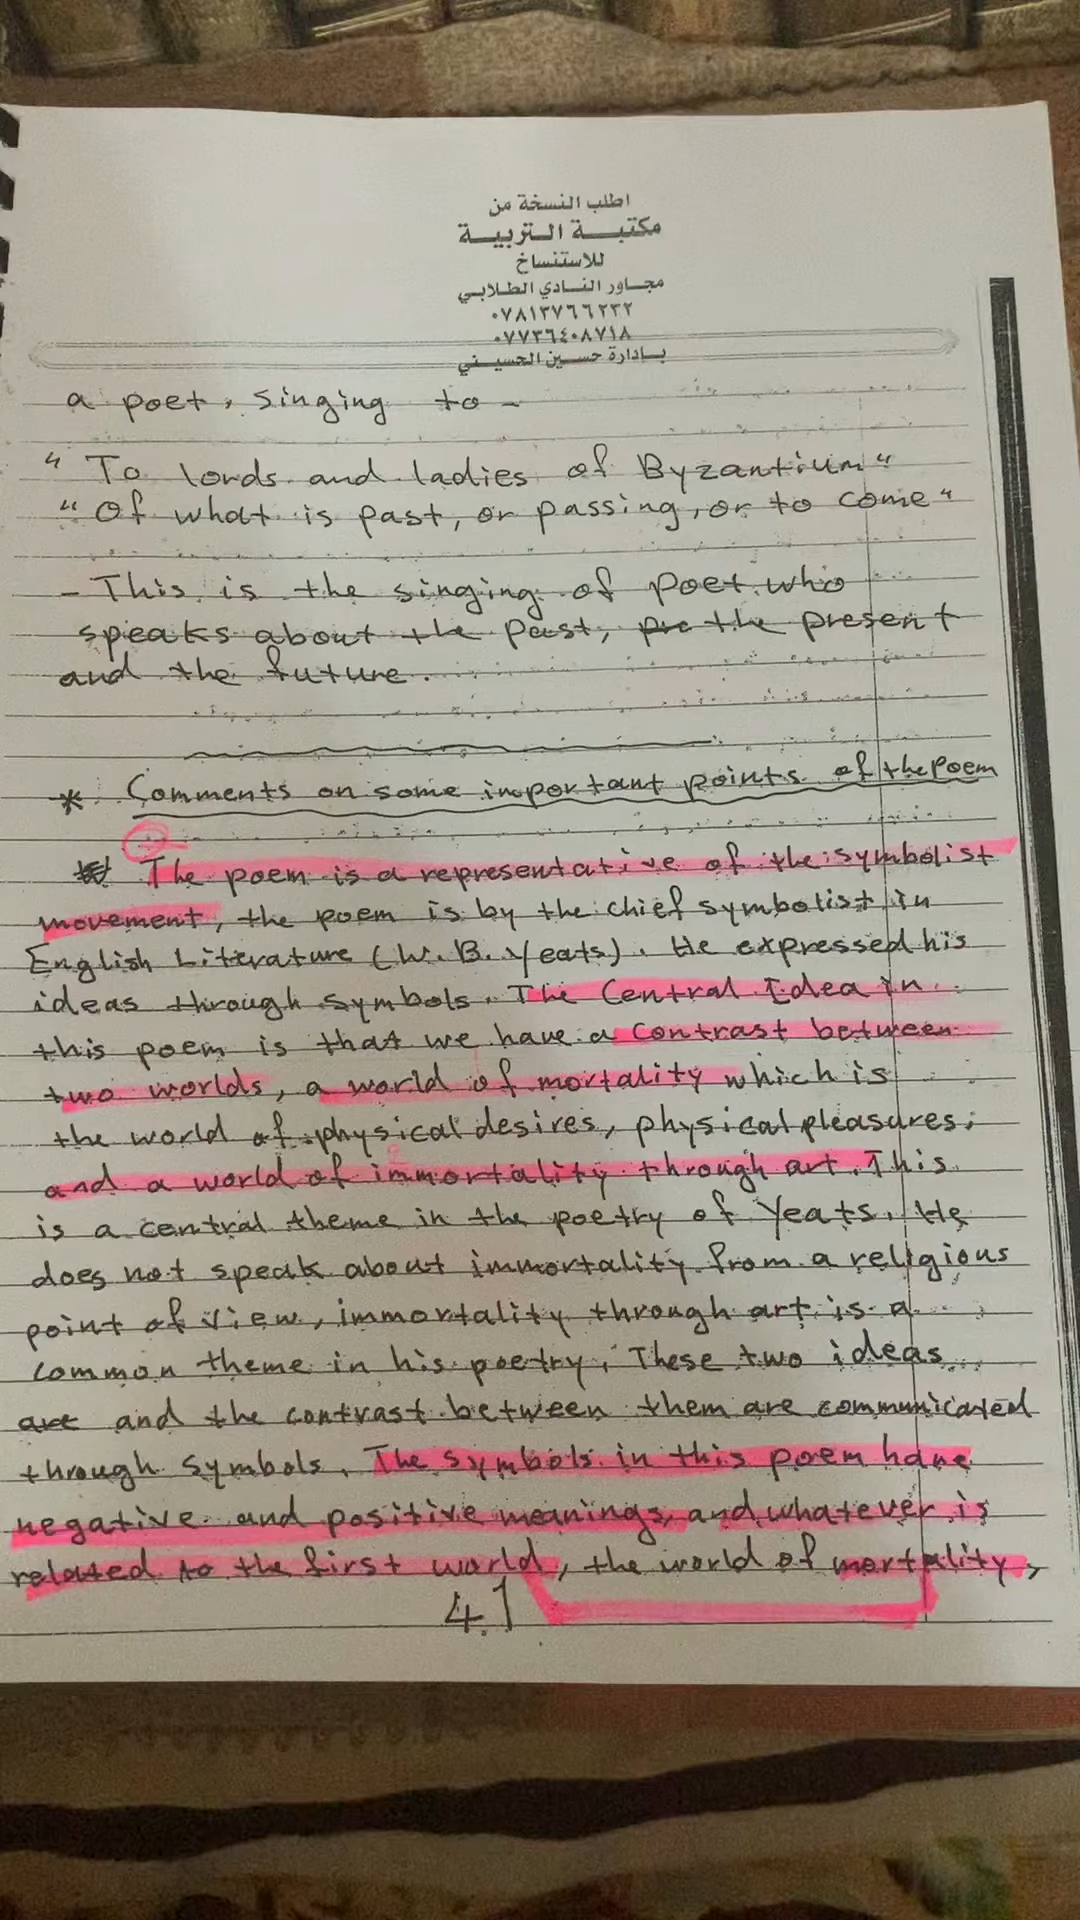 اطلب النسخة من
مكتبة التربية
للاستنساخ
مجاور النادي الطلابي
٠٧٨١٣٧٦٦٢٣٢
٠٧٧٣٦٤٠٨٧١٨
بإدارة حسين الحسيني
a poet, singing to -
" To lords and ladies of Byzantium "
" Of what is past, or passing, or to come "
- This is the singing of poet who
speaks about the past, pre the present
and the future.
* Comments on some important points of the poem
The poem is a representative of the symbolist
movement, the poem is by the chief symbolist in
English Literature (W. B. Yeats). He expressed his
ideas through symbols. The Central Idea in
this poem is that we have a contrast between
two worlds, a world of mortality which is
the world of physical desires, physical pleasures;
and a world of immortality through art. This
is a central theme in the poetry of Yeats. He
does not speak about immortality from a religious
point of view, immortality through art is a
common theme in his poetry. These two ideas
are and the contrast between them are communicated
through symbols. The symbols in this poem have
negative and positive meanings, and whatever is
related to the first world, the world of mortality,
41